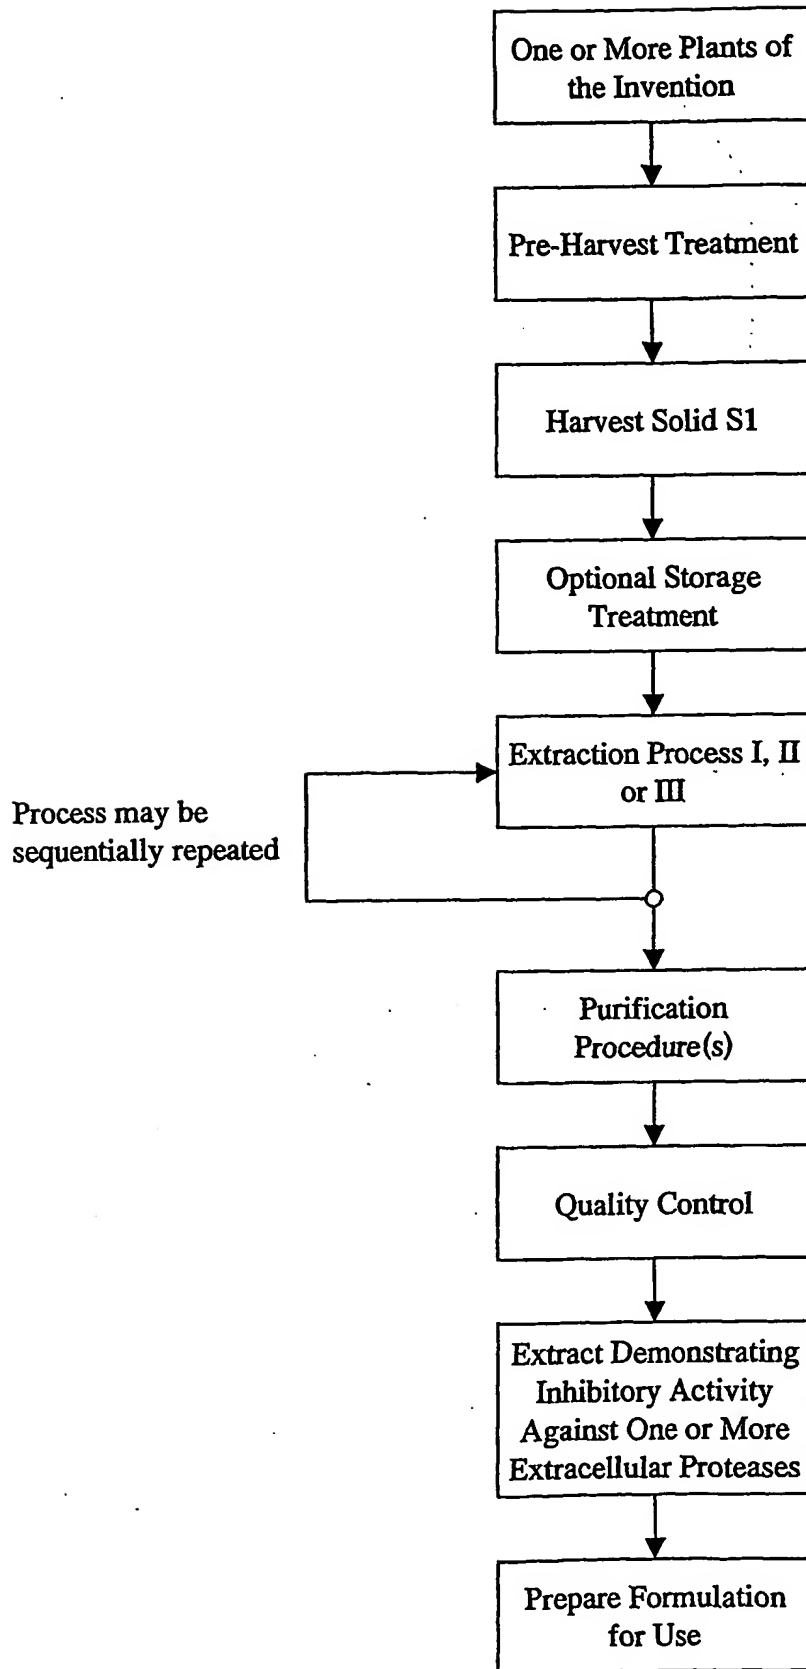 One or More Plants of
the Invention
Pre-Harvest Treatment
Harvest Solid S1
Optional Storage
Treatment
Extraction Process I, II
or III
Process may be
sequentially repeated
Purification
Procedure(s)
Quality Control
Extract Demonstrating
Inhibitory Activity
Against One or More
Extracellular Proteases
Prepare Formulation
for Use